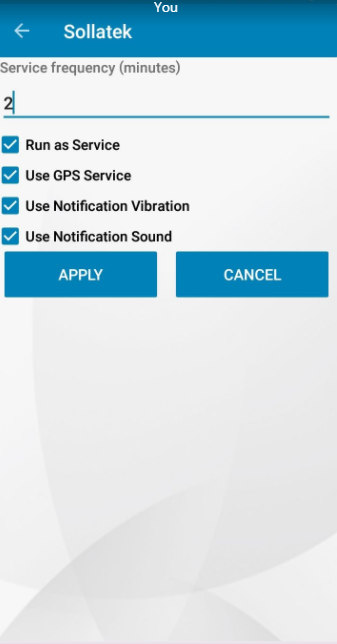 You
Sollatek
Service frequency (minutes)
2
Run as Service
Use GPS Service
Use Notification Vibration
Use Notification Sound
APPLY
CANCEL